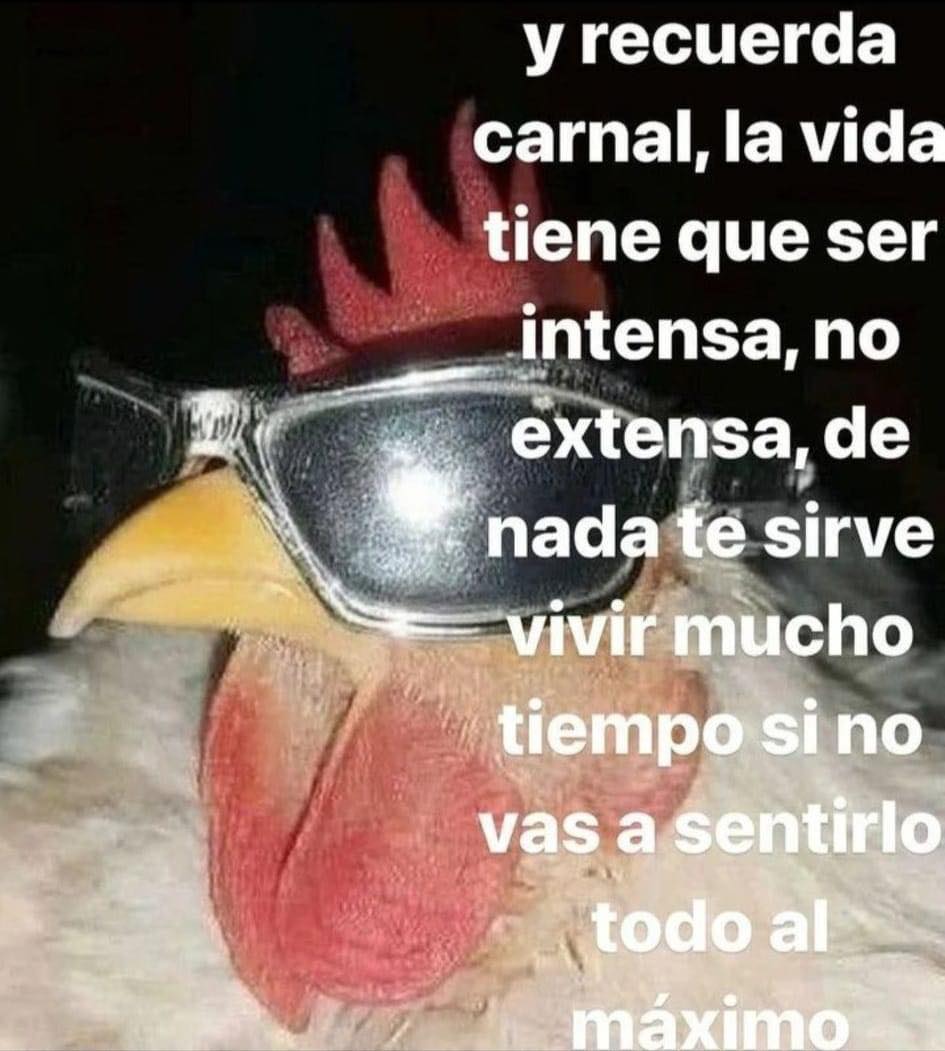 y recuerda
carnal, la vida
tiene que ser
intensa, no
extensa, de
nada te sirve
vivir mucho
tiempo si no
vas a sentirlo
todo al
máximo